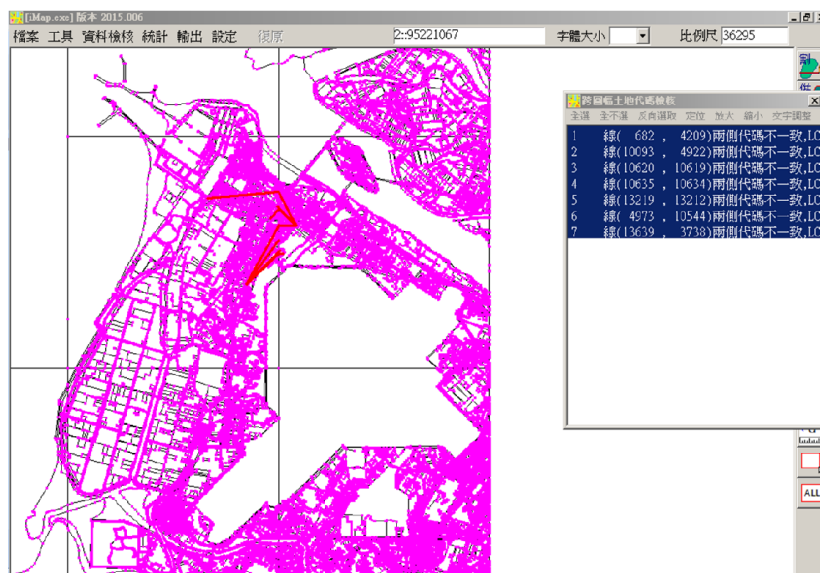 [iMap.exe] 版本 2015.006
檔案 工具 資料檢核 統計 輸出 設定 復原 2::95221067 字體大小 比例尺 36295
跨圖幅土地代碼檢核
全選 全不選 反向選取 定位 放大 縮小 文字調整
1 線( 682 , 4209)兩側代碼不一致,LC
2 線(10093 , 4922)兩側代碼不一致,LC
3 線(10620 , 10619)兩側代碼不一致,LC
4 線(10635 , 10634)兩側代碼不一致,LC
5 線(13219 , 13212)兩側代碼不一致,LC
6 線( 4973 , 10544)兩側代碼不一致,LC
7 線(13639 , 3738)兩側代碼不一致,LC
割
ALL